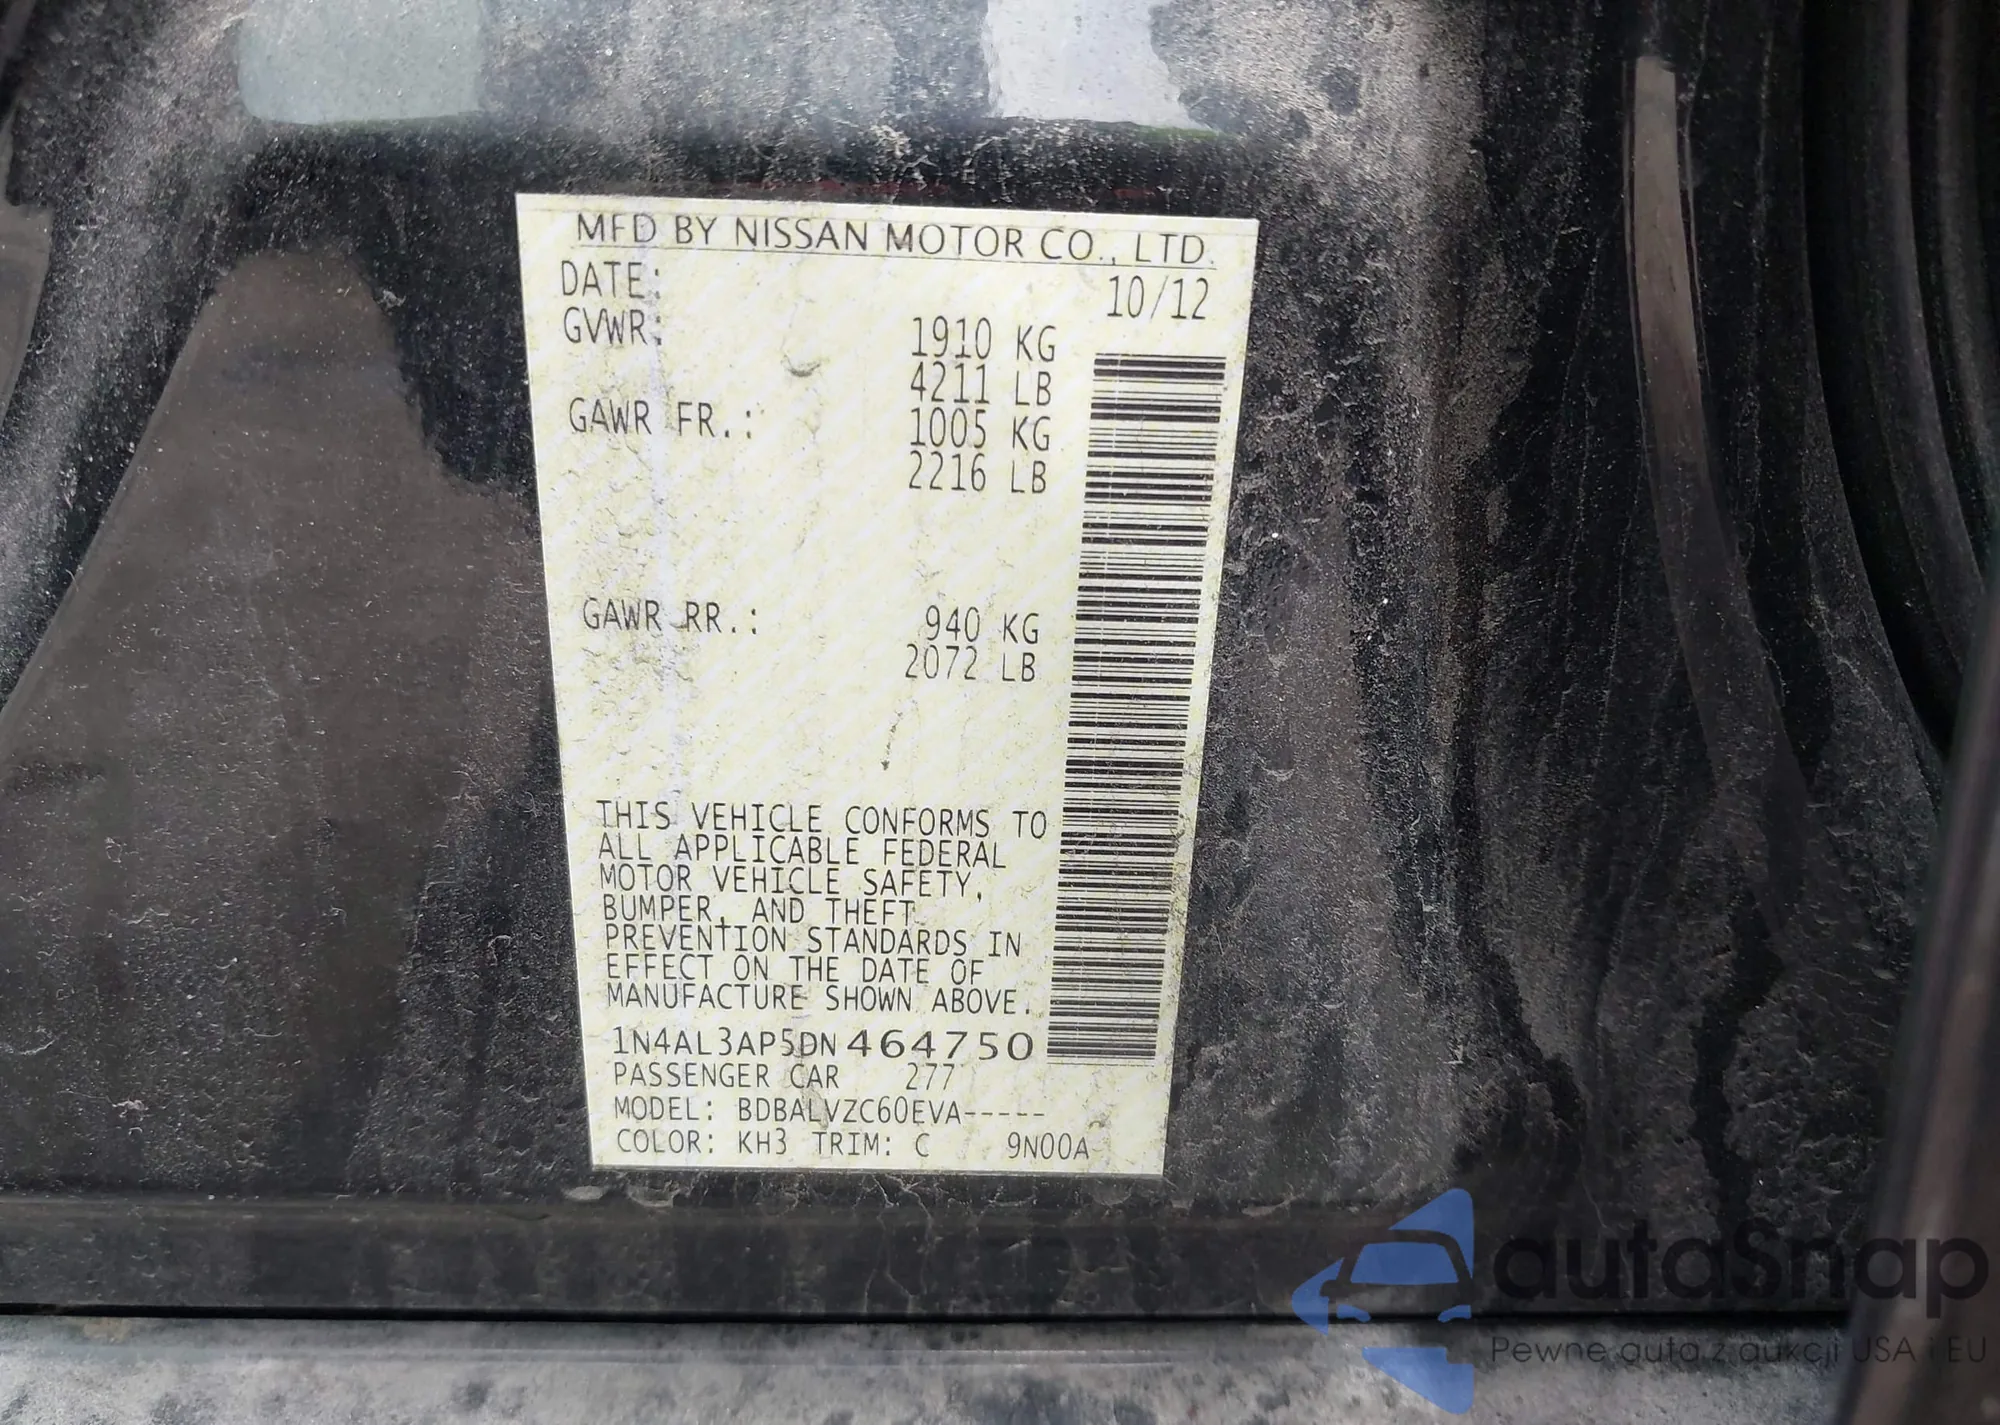 MFD BY NISSAN MOTOR CO., LTD.
DATE: 10/12
GVWR: 1910 KG
4211 LB
GAWR FR.: 1005 KG
2216 LB
GAWR RR.: 940 KG
2072 LB
THIS VEHICLE CONFORMS TO
ALL APPLICABLE FEDERAL
MOTOR VEHICLE SAFETY,
BUMPER, AND THEFT
PREVENTION STANDARDS IN
EFFECT ON THE DATE OF
MANUFACTURE SHOWN ABOVE.
1N4AL3AP5DN464750
PASSENGER CAR 277
MODEL: BDBALVZC60EVA-----
COLOR: KH3 TRIM: C 9N00A
autaSnap
Pewne auta z aukcji USA i EU